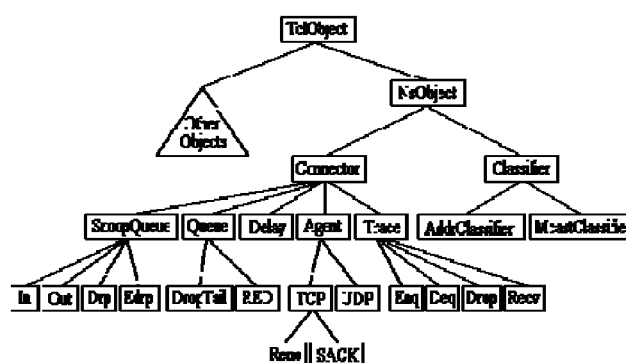 TclObject
NsObject
Other
Objects
Connector
Classifier
SnoopQueue
Queue
Delay
Agent
Trace
AddrClassifier
McastClassifier
In
Out
Drp
Edrp
DropTail
RED
TCP
UDP
Enq
Deq
Drop
Recv
Reno
SACK